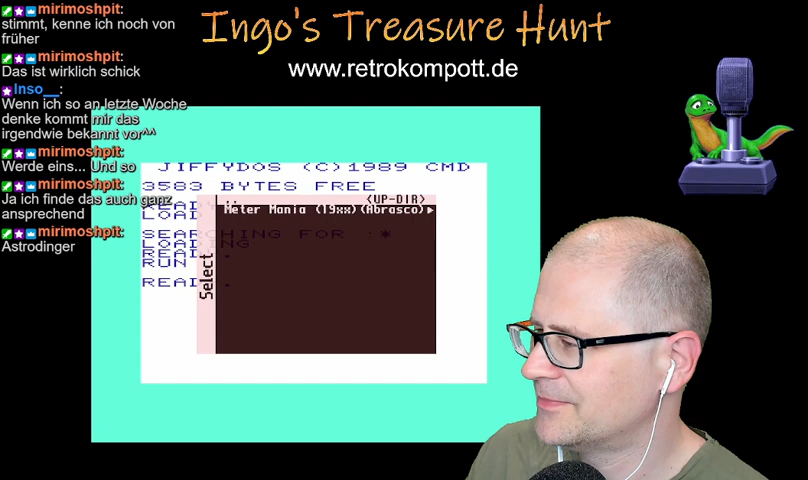 mirimoshpit:
stimmt, kenne ich noch von
früher
mirimoshpit:
Das ist wirklich schick
Inso__:
Wenn ich so an letzte Woche
denke kommt mir das
irgendwie bekannt vor^^
mirimoshpit:
Werde eins... Und so
mirimoshpit:
Ja ich finde das auch ganz
ansprechend
mirimoshpit:
Astrodinger
Ingo's Treasure Hunt
www.retrokompott.de
JIFFYDOS (C)1989 CMD
3583 BYTES FREE
LOAD
SEARCHING FOR :*
LOADING
RUN
<UP-DIR>
Meter Mania (19xx)(Abrasco)
Select